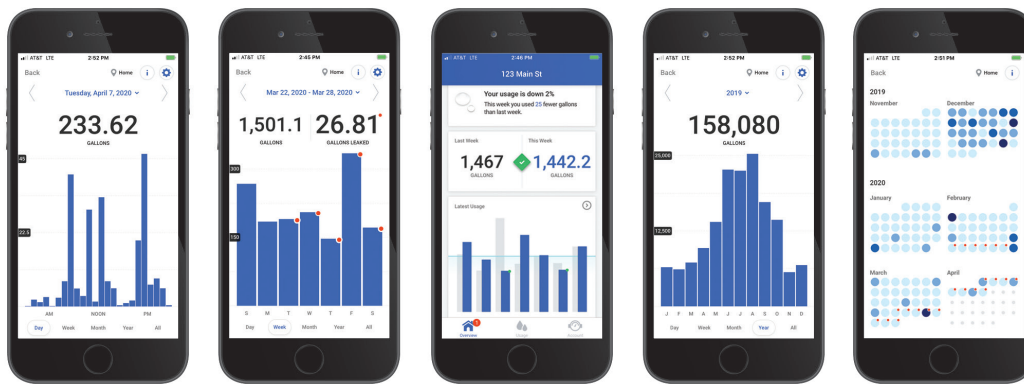 AT&T LTE 2:52 PM
Back Home i
Tuesday, April 7, 2020
233.62
GALLONS
45
22.5
AM NOON PM
Day Week Month Year All
AT&T LTE 2:45 PM
Back Home i
Mar 22, 2020 - Mar 28, 2020
1,501.1 26.81*
GALLONS GALLONS LEAKED
300
150
S M T W T F S
Day Week Month Year All
AT&T LTE 2:46 PM
123 Main St
Your usage is down 2%
This week you used 25 fewer gallons
than last week.
Last Week This Week
1,467 1,442.2
GALLONS GALLONS
Latest Usage
Overview Usage Account
AT&T LTE 2:52 PM
Back Home i
2019
158,080
GALLONS
25,000
12,500
J F M A M J J A S O N D
Day Week Month Year All
AT&T LTE 2:51 PM
Back Home i
2019
November December
2020
January February
March April